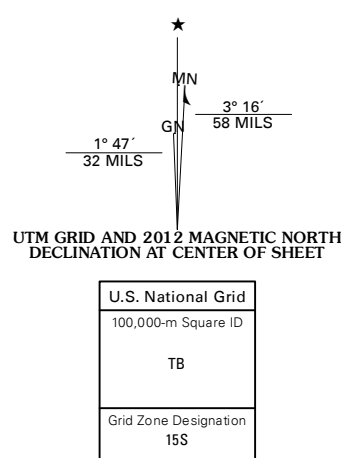 ★
MN
3° 16´
58 MILS
GN
1° 47´
32 MILS
UTM GRID AND 2012 MAGNETIC NORTH
DECLINATION AT CENTER OF SHEET
U.S. National Grid
100,000-m Square ID
TB
Grid Zone Designation
15S